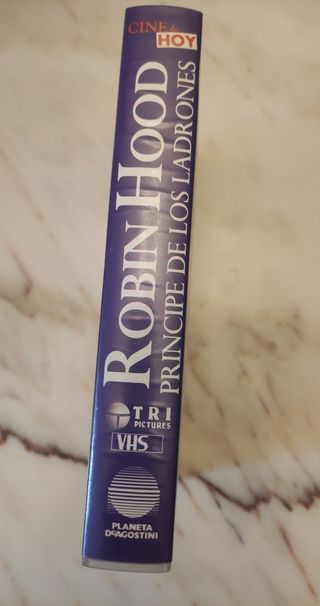 CINE de
HOY
ROBIN HOOD
PRINCIPE DE LOS LADRONES
TRI
PICTURES
VHS
PLANETA
DEAGOSTINI